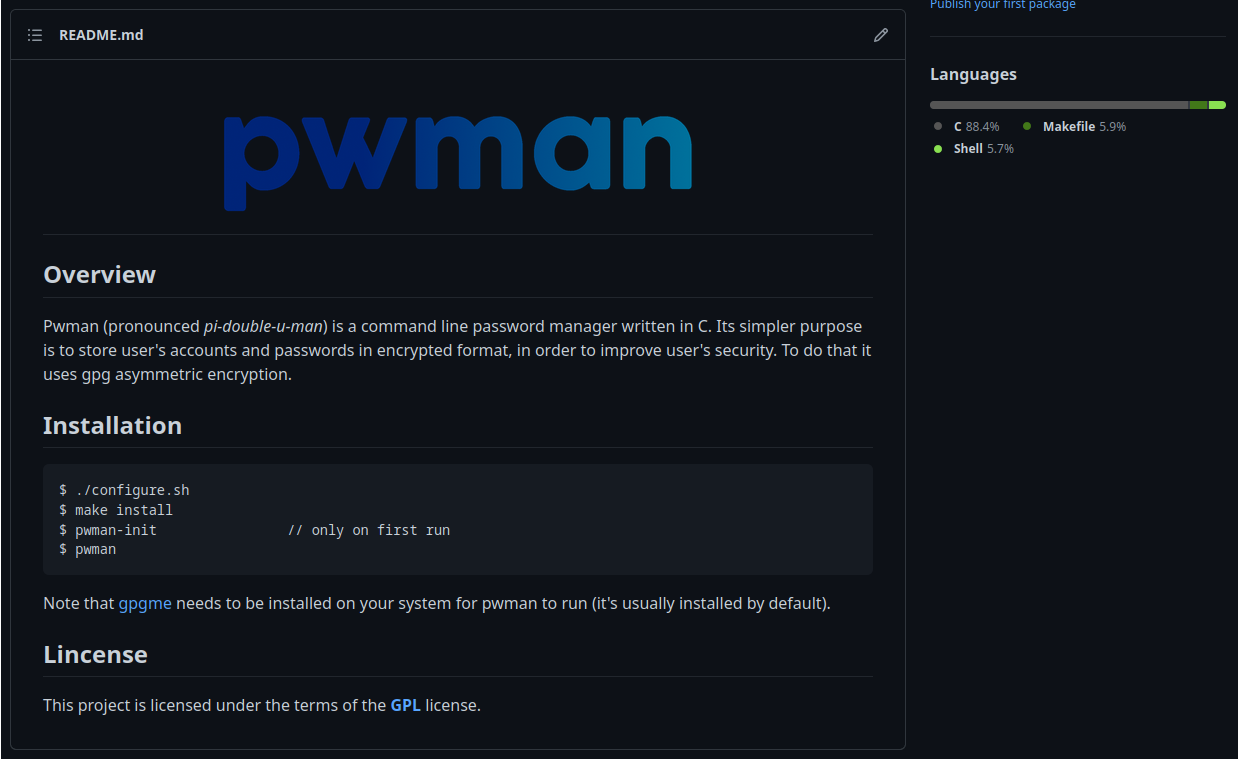 README.md
pwman
Overview
Pwman (pronounced pi-double-u-man) is a command line password manager written in C. Its simpler purpose
is to store user's accounts and passwords in encrypted format, in order to improve user's security. To do that it
uses gpg asymmetric encryption.
Installation
$ ./configure.sh
$ make install
$ pwman-init // only on first run
$ pwman
Note that gpgme needs to be installed on your system for pwman to run (it's usually installed by default).
Lincense
This project is licensed under the terms of the GPL license.
Publish your first package
Languages
C 88.4% Makefile 5.9%
Shell 5.7%